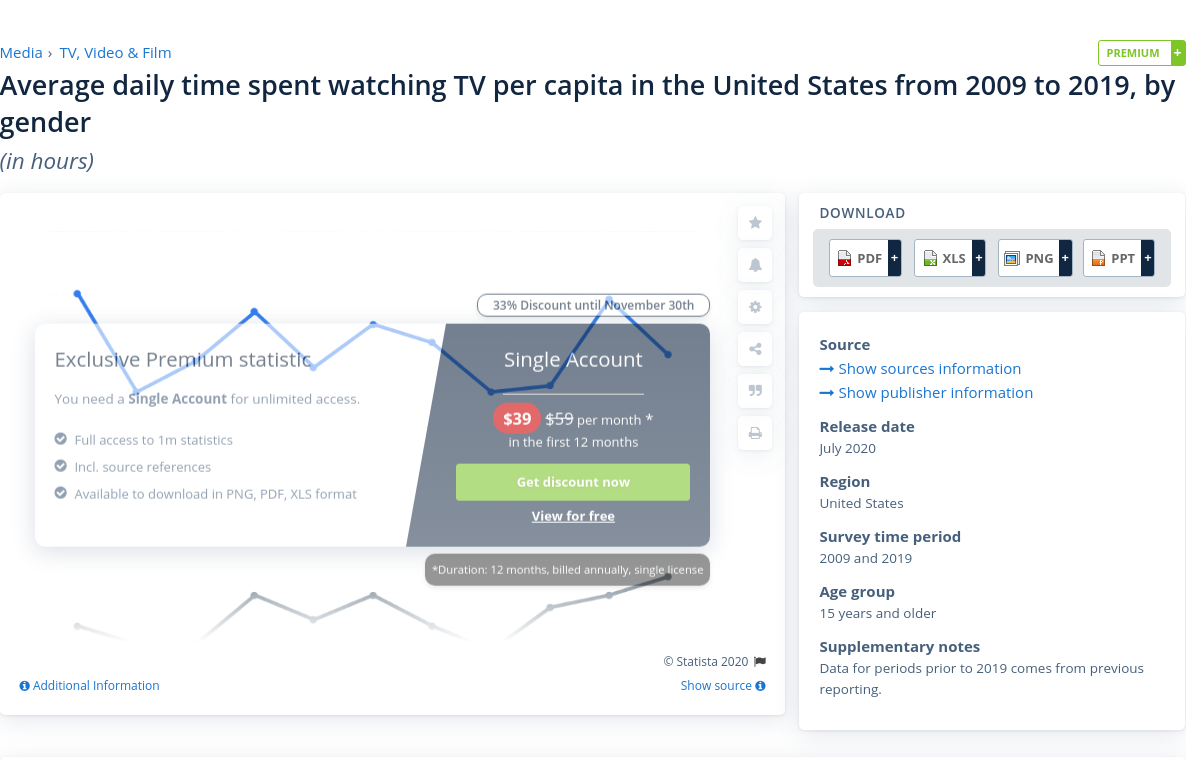 Media › TV, Video & Film
PREMIUM +
Average daily time spent watching TV per capita in the United States from 2009 to 2019, by
gender
(in hours)
33% Discount until November 30th
Exclusive Premium statistic
You need a Single Account for unlimited access.
Full access to 1m statistics
Incl. source references
Available to download in PNG, PDF, XLS format
Single Account
$39 $59 per month *
in the first 12 months
Get discount now
View for free
*Duration: 12 months, billed annually, single license
© Statista 2020
Additional Information
Show source
DOWNLOAD
PDF + XLS + PNG + PPT +
Source
Show sources information
Show publisher information
Release date
July 2020
Region
United States
Survey time period
2009 and 2019
Age group
15 years and older
Supplementary notes
Data for periods prior to 2019 comes from previous
reporting.